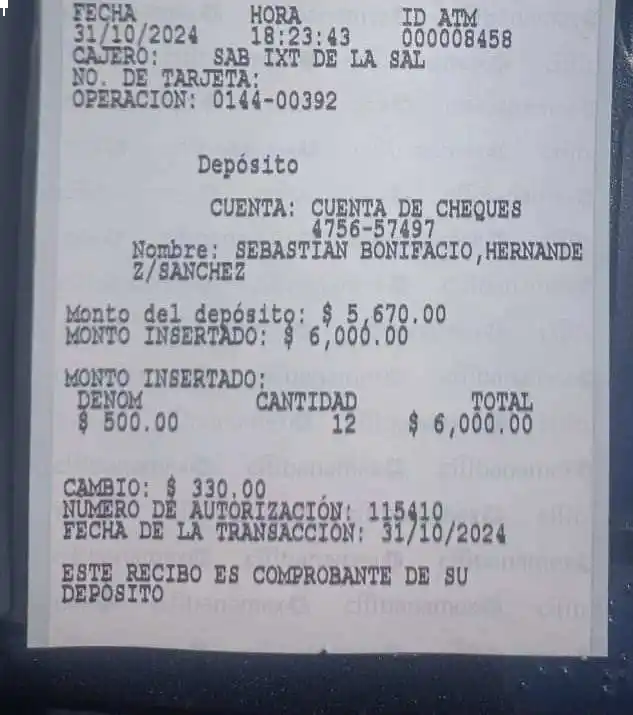 FECHA HORA ID ATM
31/10/2024 18:23:43 000008458
CAJERO: SAB IXT DE LA SAL
NO. DE TARJETA:
OPERACION: 0144-00392
Depósito
CUENTA: CUENTA DE CHEQUES
4756-57497
Nombre: SEBASTIAN BONIFACIO,HERNANDE
Z/SANCHEZ
Monto del depósito: $ 5,670.00
MONTO INSERTADO: $ 6,000.00
MONTO INSERTADO:
DENOM CANTIDAD TOTAL
$ 500.00 12 $ 6,000.00
CAMBIO: $ 330.00
NUMERO DE AUTORIZACIÓN: 115410
FECHA DE LA TRANSACCIÓN: 31/10/2024
ESTE RECIBO ES COMPROBANTE DE SU
DEPOSITO